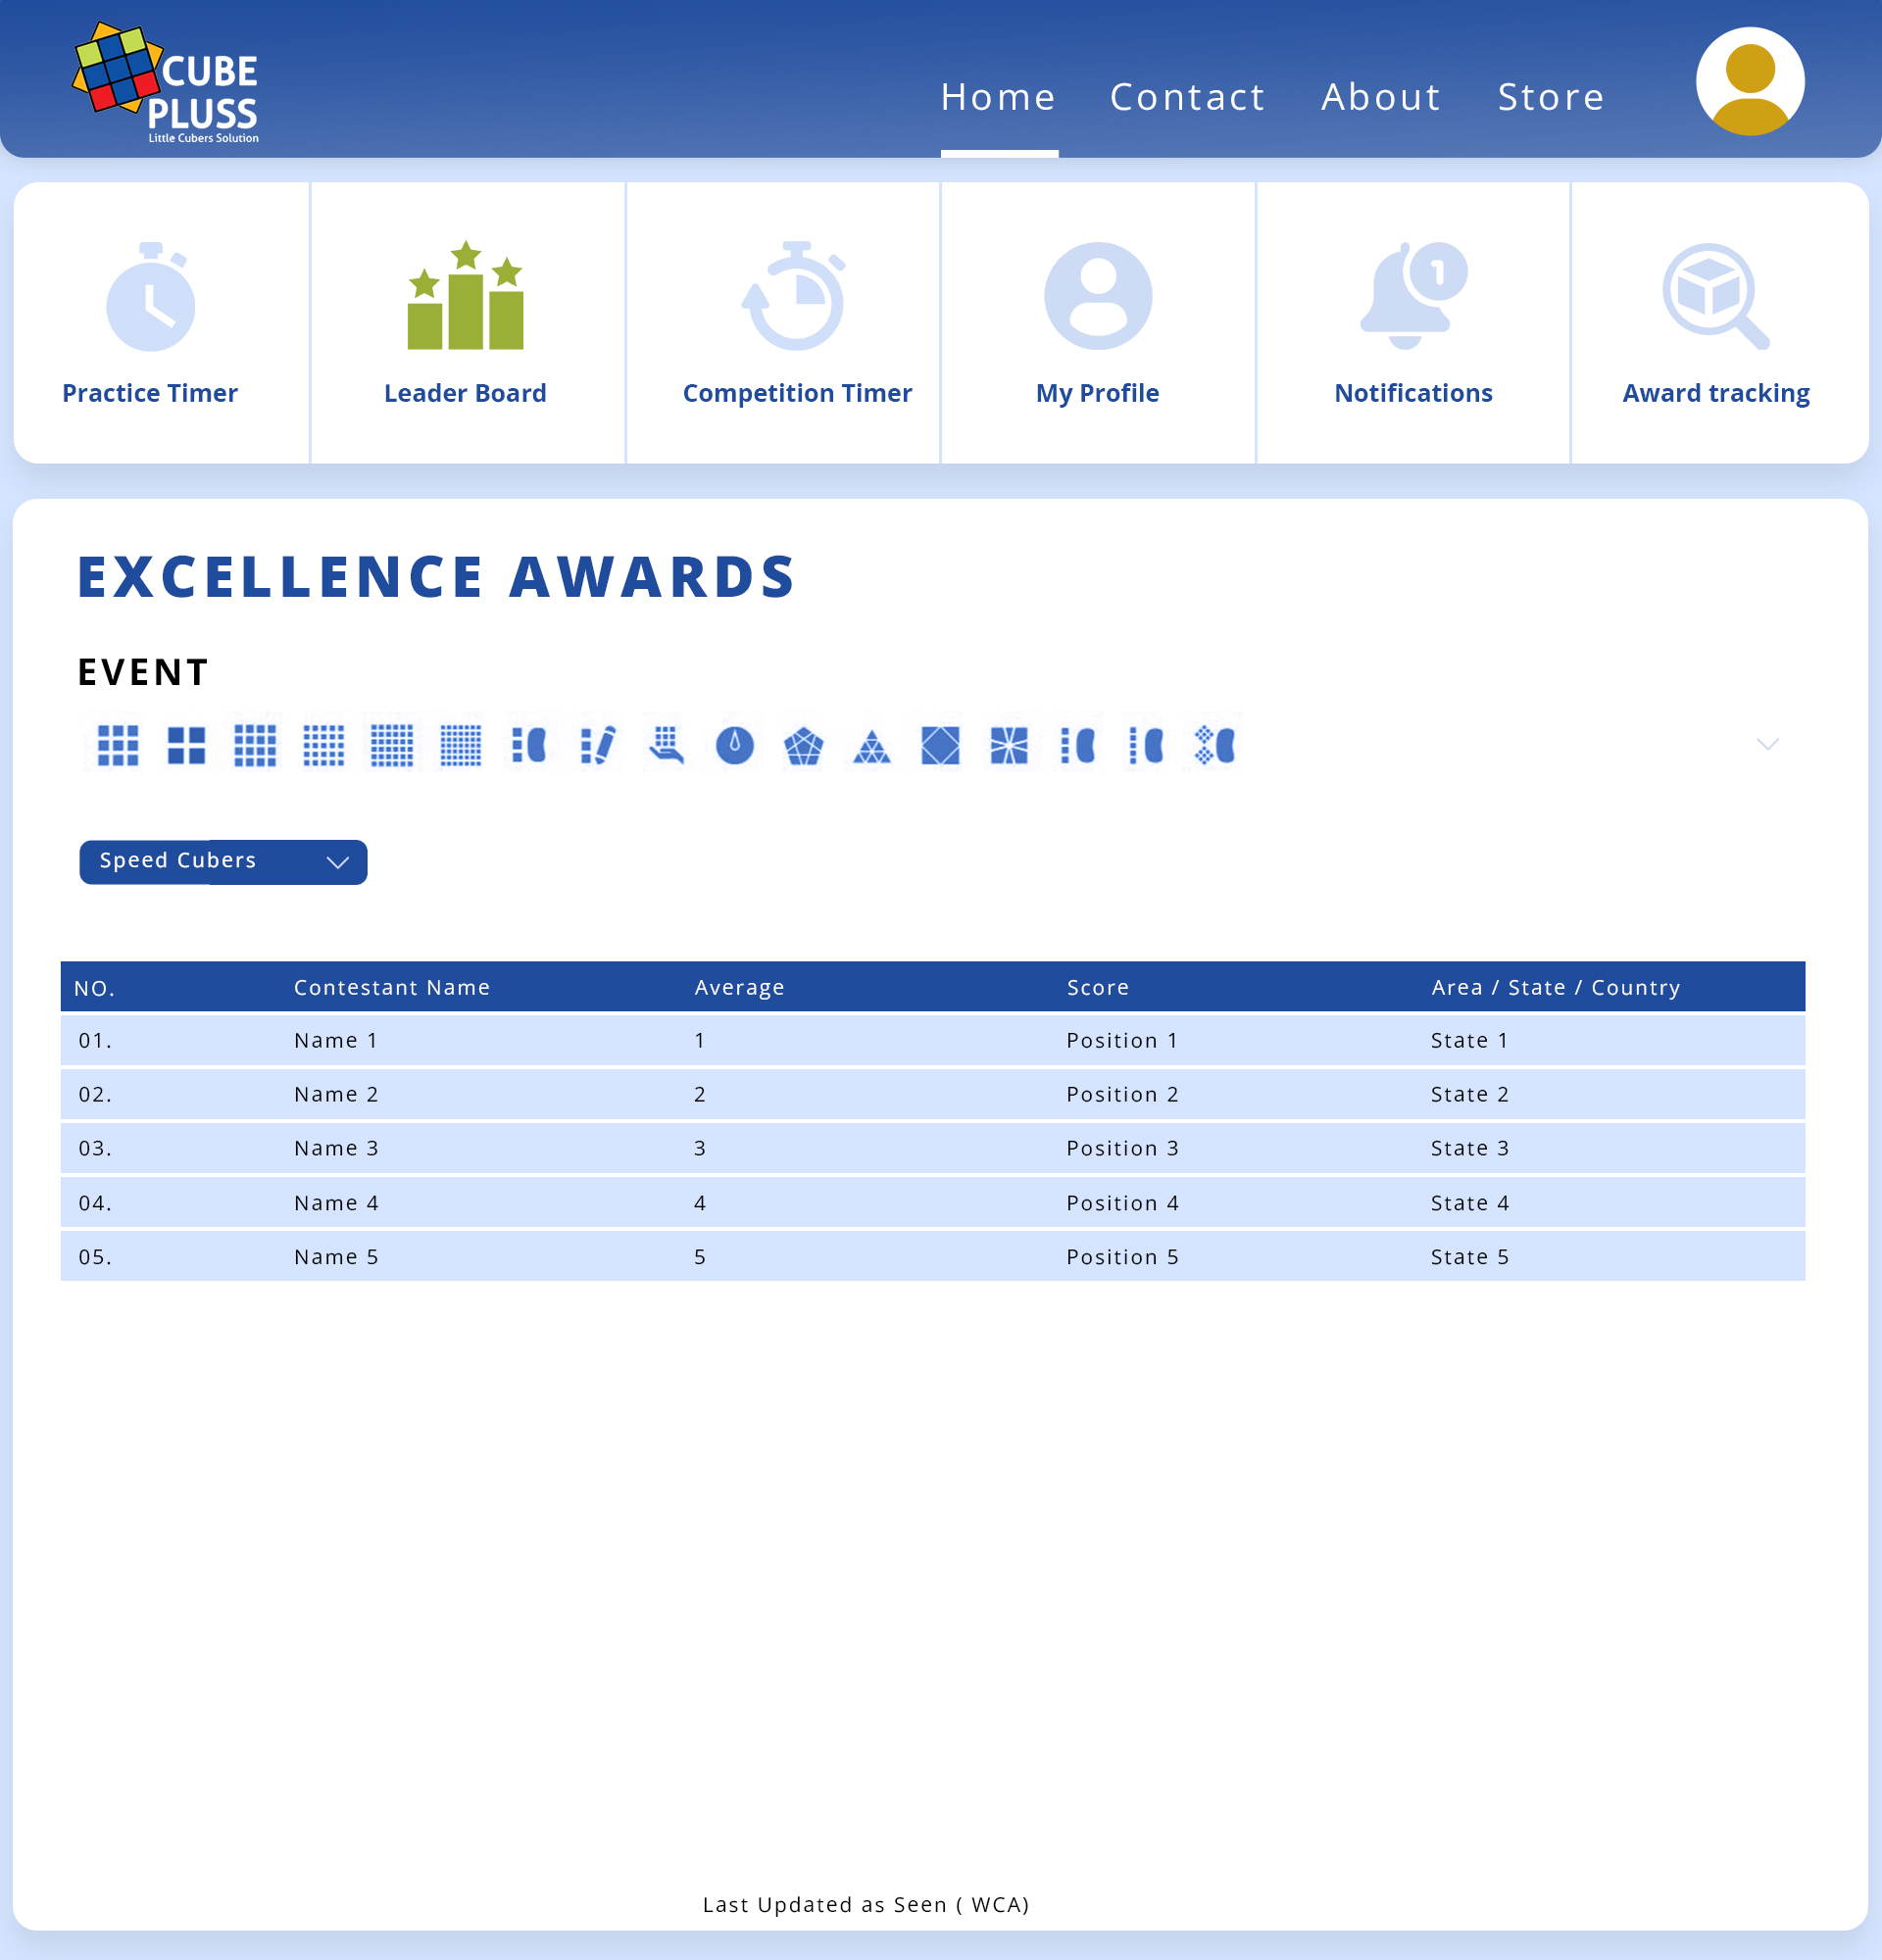 CUBE
PLUSS
Little Cubers Solution
Home Contact About Store
1
Practice Timer Leader Board Competition Timer My Profile Notifications Award tracking
EXCELLENCE AWARDS
EVENT
Speed Cubers
NO. Contestant Name Average Score Area / State / Country
01. Name 1 1 Position 1 State 1
02. Name 2 2 Position 2 State 2
03. Name 3 3 Position 3 State 3
04. Name 4 4 Position 4 State 4
05. Name 5 5 Position 5 State 5
Last Updated as Seen ( WCA)